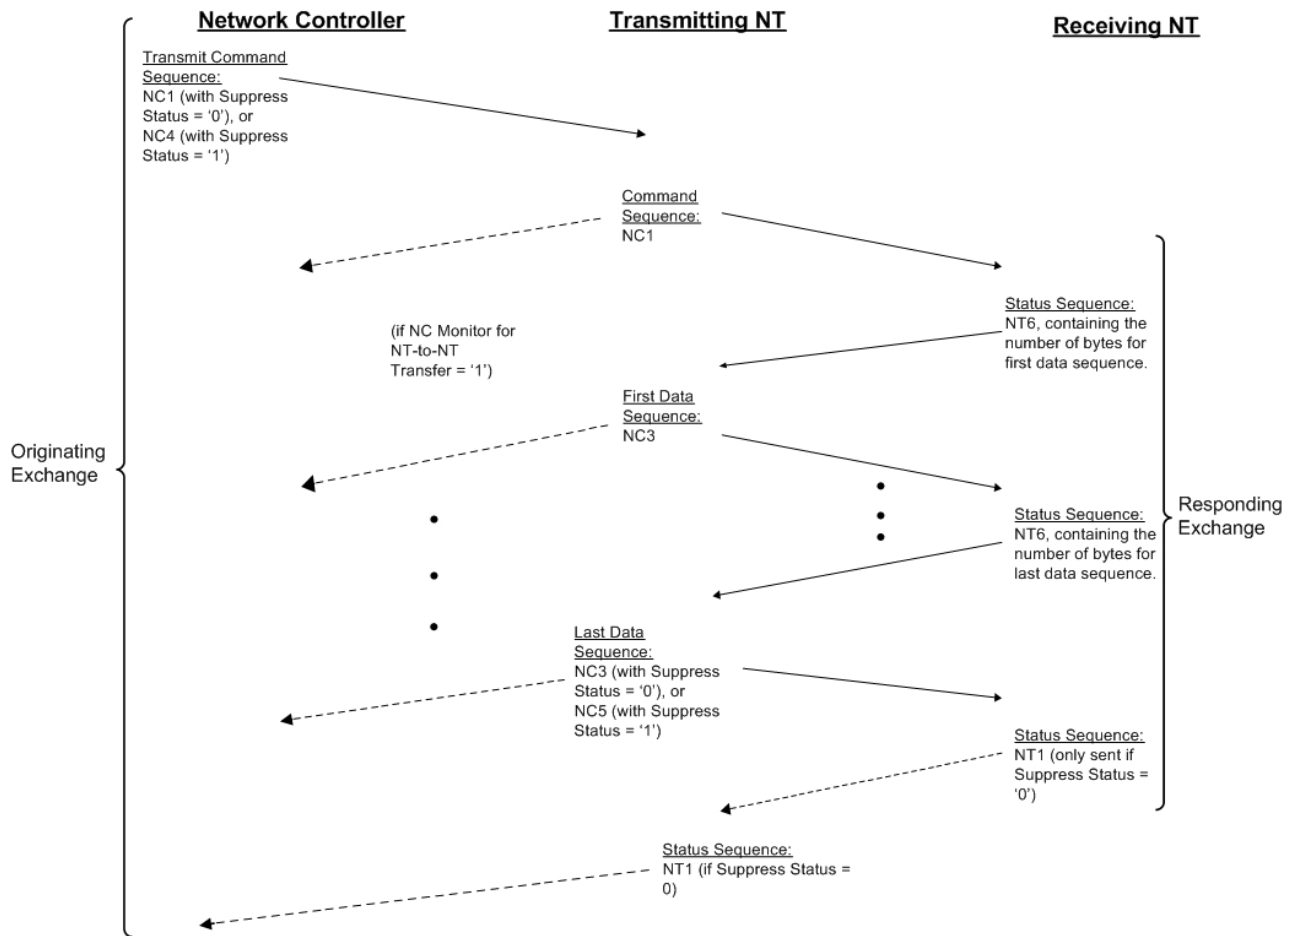 Network Controller
Transmitting NT
Receiving NT
Transmit Command
Sequence:
NC1 (with Suppress
Status = ‘0’), or
NC4 (with Suppress
Status = ‘1’)
Command
Sequence:
NC1
Status Sequence:
NT6, containing the
number of bytes for
first data sequence.
(if NC Monitor for
NT-to-NT
Transfer = ‘1’)
First Data
Sequence:
NC3
Originating
Exchange
Status Sequence:
NT6, containing the
number of bytes for
last data sequence.
Responding
Exchange
Last Data
Sequence:
NC3 (with Suppress
Status = ‘0’), or
NC5 (with Suppress
Status = ‘1’)
Status Sequence:
NT1 (only sent if
Suppress Status =
‘0’)
Status Sequence:
NT1 (if Suppress Status =
0)